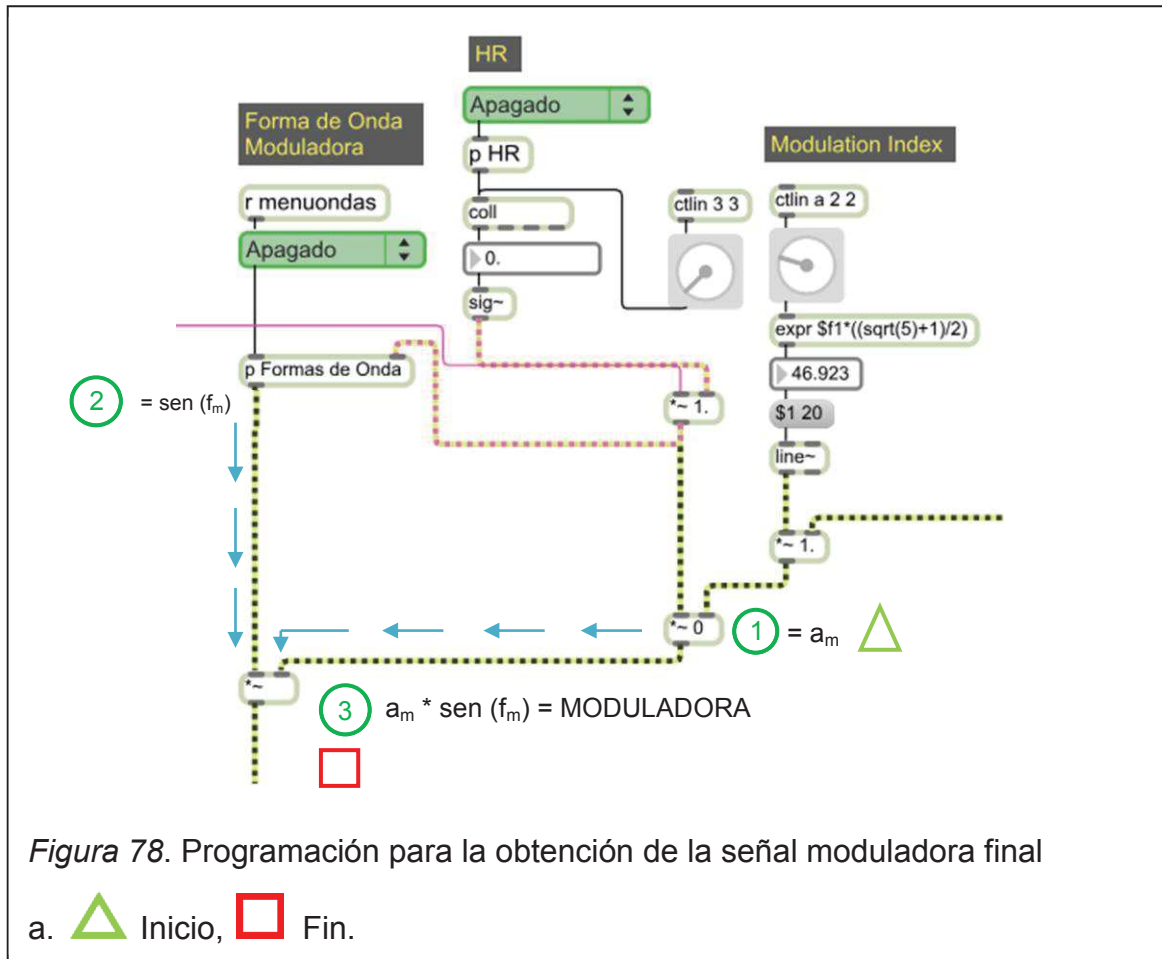 HR
Apagado
Forma de Onda
Moduladora
p HR
Modulation Index
r menuondas
coll
ctlin 3 3
ctlin a 2 2
Apagado
0.
sig~
expr $f1*((sqrt(5)+1)/2)
p Formas de Onda
46.923
2 = sen (fm)
*~ 1.
$1 20
line~
*~ 1.
*~ 0
1 = am
*~
3 am * sen (fm) = MODULADORA
Figura 78. Programación para la obtención de la señal moduladora final
a. Inicio, Fin.